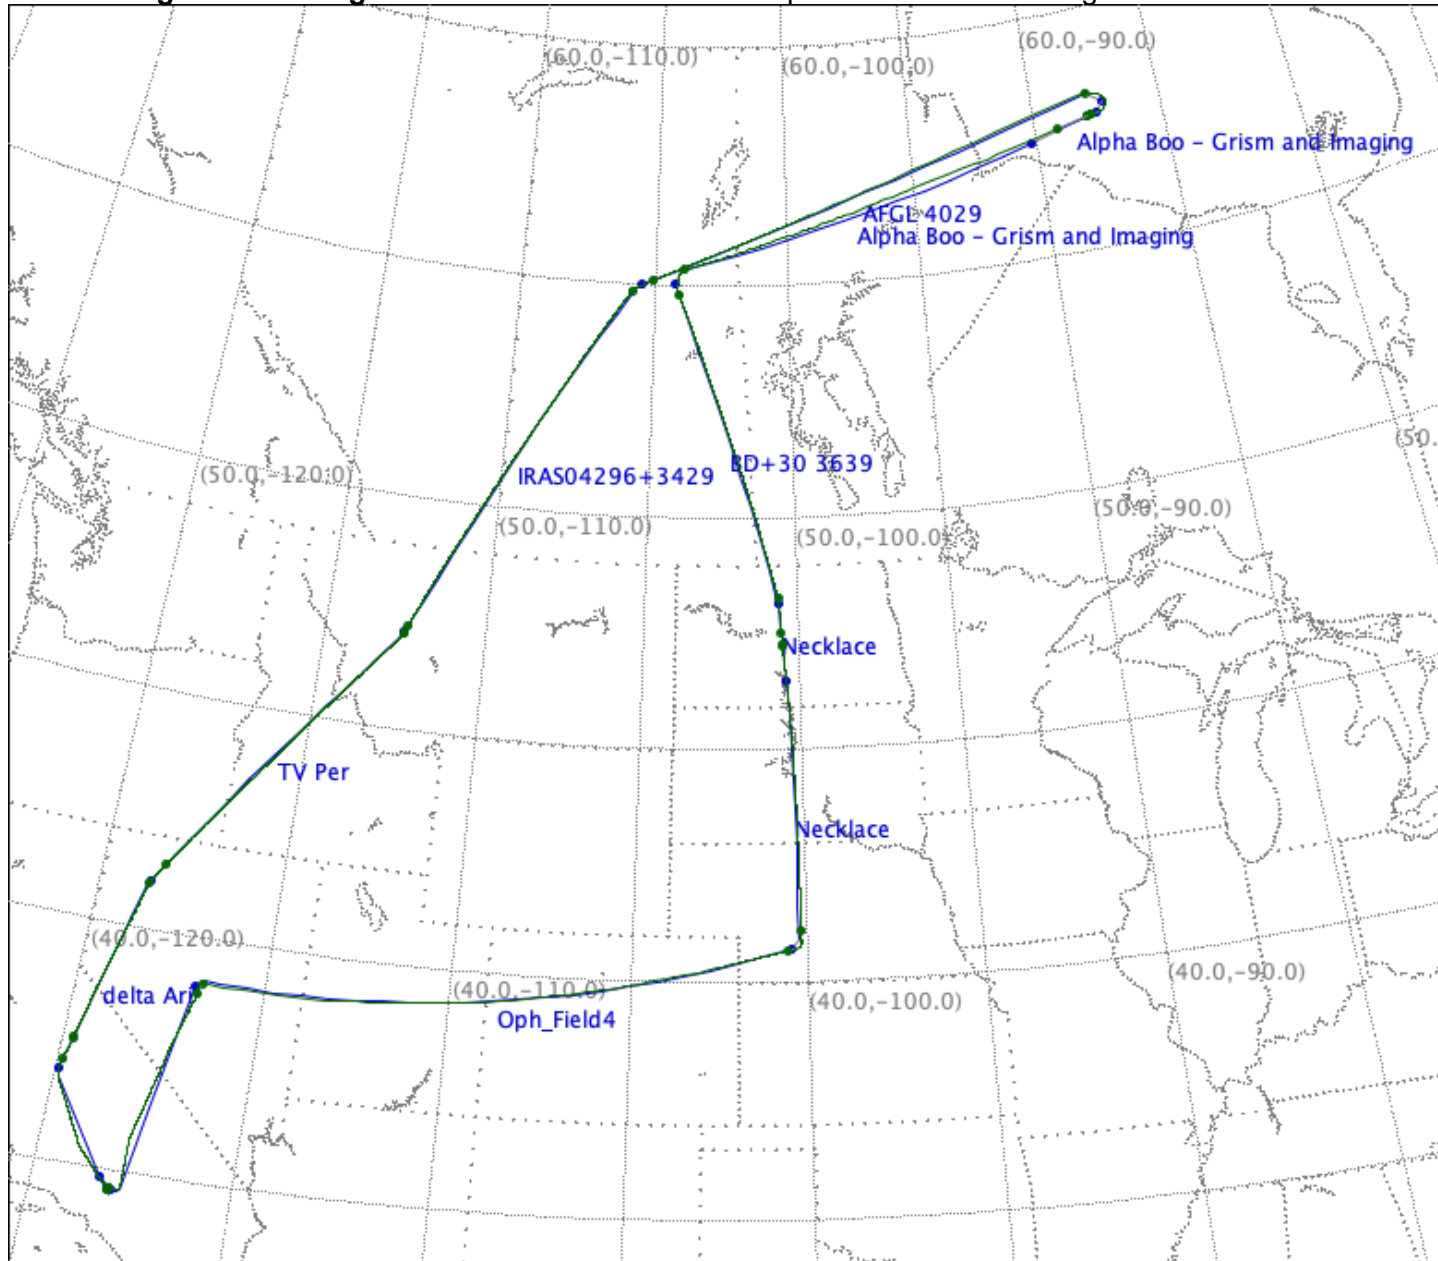 (60.0,-90.0)
(60.0,-110.0)
(60.0,-100.0)
Alpha Boo – Grism and Imaging
AFGL 4029
Alpha Boo – Grism and Imaging
(50.
BD+30 3639
(50.0,-120.0)
IRAS04296+3429
(50.0,-90.0)
(50.0,-110.0)
(50.0,-100.0)
Necklace
TV Per
Necklace
(40.0,-120.0)
(40.0,-90.0)
delta Ari
(40.0,-110.0)
(40.0,-100.0)
Oph_Field4